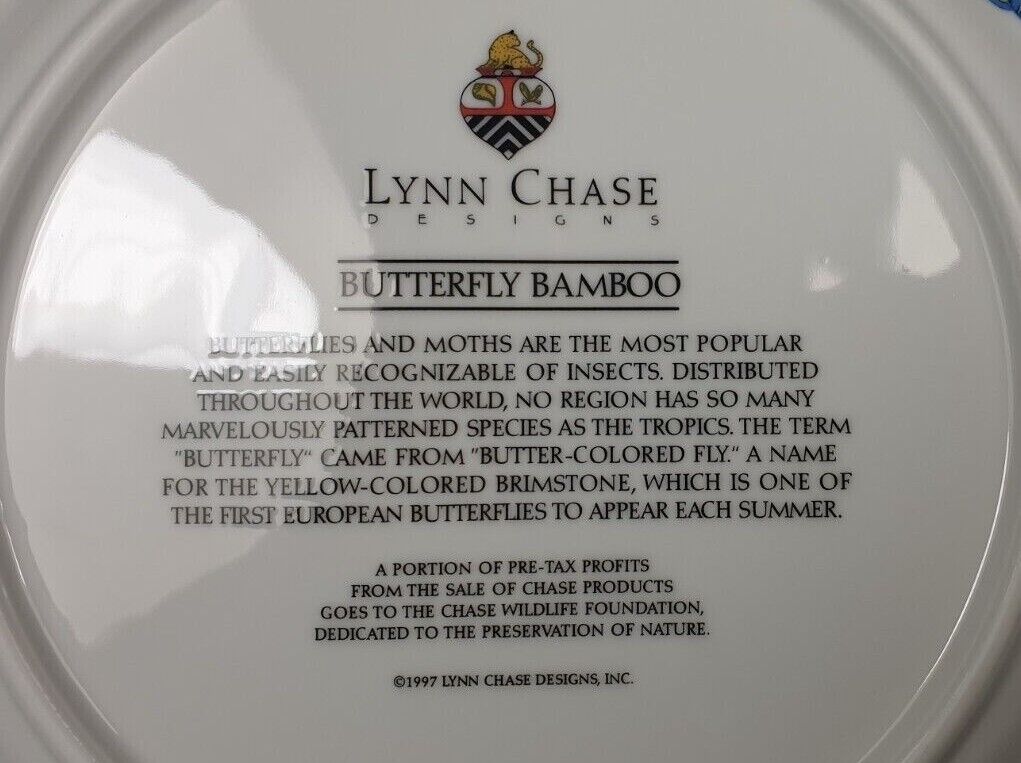 LYNN CHASE
DESIGNS
BUTTERFLY BAMBOO
BUTTERFLIES AND MOTHS ARE THE MOST POPULAR
AND EASILY RECOGNIZABLE OF INSECTS. DISTRIBUTED
THROUGHOUT THE WORLD, NO REGION HAS SO MANY
MARVELOUSLY PATTERNED SPECIES AS THE TROPICS. THE TERM
"BUTTERFLY" CAME FROM "BUTTER-COLORED FLY." A NAME
FOR THE YELLOW-COLORED BRIMSTONE, WHICH IS ONE OF
THE FIRST EUROPEAN BUTTERFLIES TO APPEAR EACH SUMMER.
A PORTION OF PRE-TAX PROFITS
FROM THE SALE OF CHASE PRODUCTS
GOES TO THE CHASE WILDLIFE FOUNDATION,
DEDICATED TO THE PRESERVATION OF NATURE.
©1997 LYNN CHASE DESIGNS, INC.